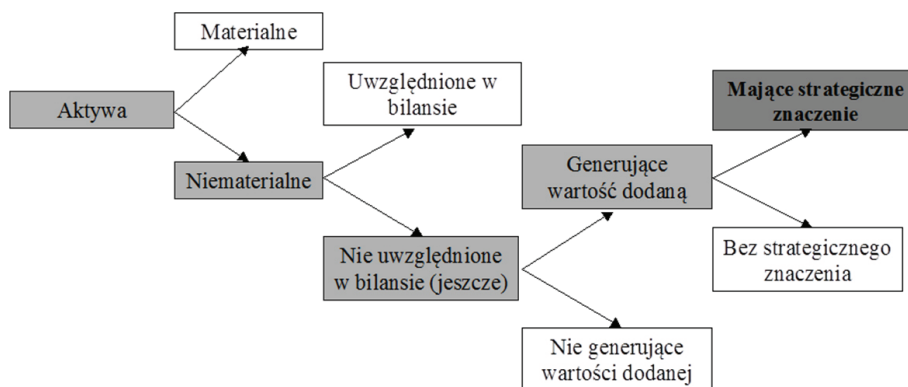 Materialne
Aktywa
Niematerialne
Uwzględnione w
bilansie
Nie uwzględnione
w bilansie (jeszcze)
Generujące
wartość dodaną
Nie generujące
wartości dodanej
Mające strategiczne
znaczenie
Bez strategicznego
znaczenia